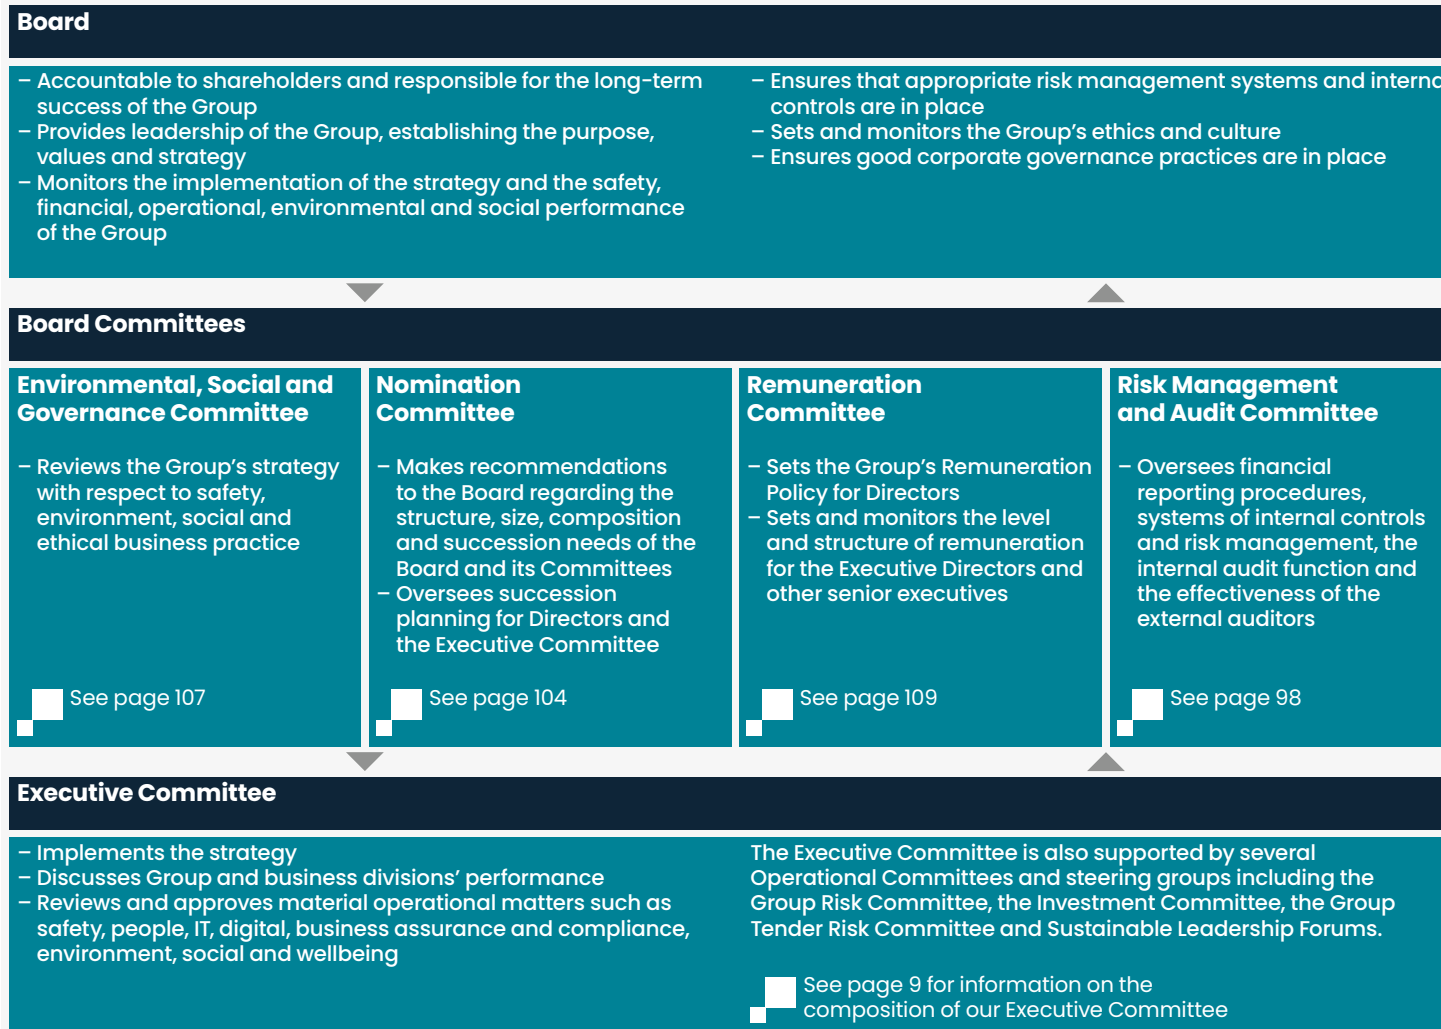 Board
– Accountable to shareholders and responsible for the long-term
success of the Group
– Provides leadership of the Group, establishing the purpose,
values and strategy
– Monitors the implementation of the strategy and the safety,
financial, operational, environmental and social performance
of the Group
– Ensures that appropriate risk management systems and interna
controls are in place
– Sets and monitors the Group’s ethics and culture
– Ensures good corporate governance practices are in place
Board Committees
Environmental, Social and
Governance Committee
– Reviews the Group’s strategy
with respect to safety,
environment, social and
ethical business practice
See page 107
Nomination
Committee
– Makes recommendations
to the Board regarding the
structure, size, composition
and succession needs of the
Board and its Committees
– Oversees succession
planning for Directors and
the Executive Committee
See page 104
Remuneration
Committee
– Sets the Group’s Remuneration
Policy for Directors
– Sets and monitors the level
and structure of remuneration
for the Executive Directors and
other senior executives
See page 109
Risk Management
and Audit Committee
– Oversees financial
reporting procedures,
systems of internal controls
and risk management, the
internal audit function and
the effectiveness of the
external auditors
See page 98
Executive Committee
– Implements the strategy
– Discusses Group and business divisions’ performance
– Reviews and approves material operational matters such as
safety, people, IT, digital, business assurance and compliance,
environment, social and wellbeing
The Executive Committee is also supported by several
Operational Committees and steering groups including the
Group Risk Committee, the Investment Committee, the Group
Tender Risk Committee and Sustainable Leadership Forums.
See page 9 for information on the
composition of our Executive Committee